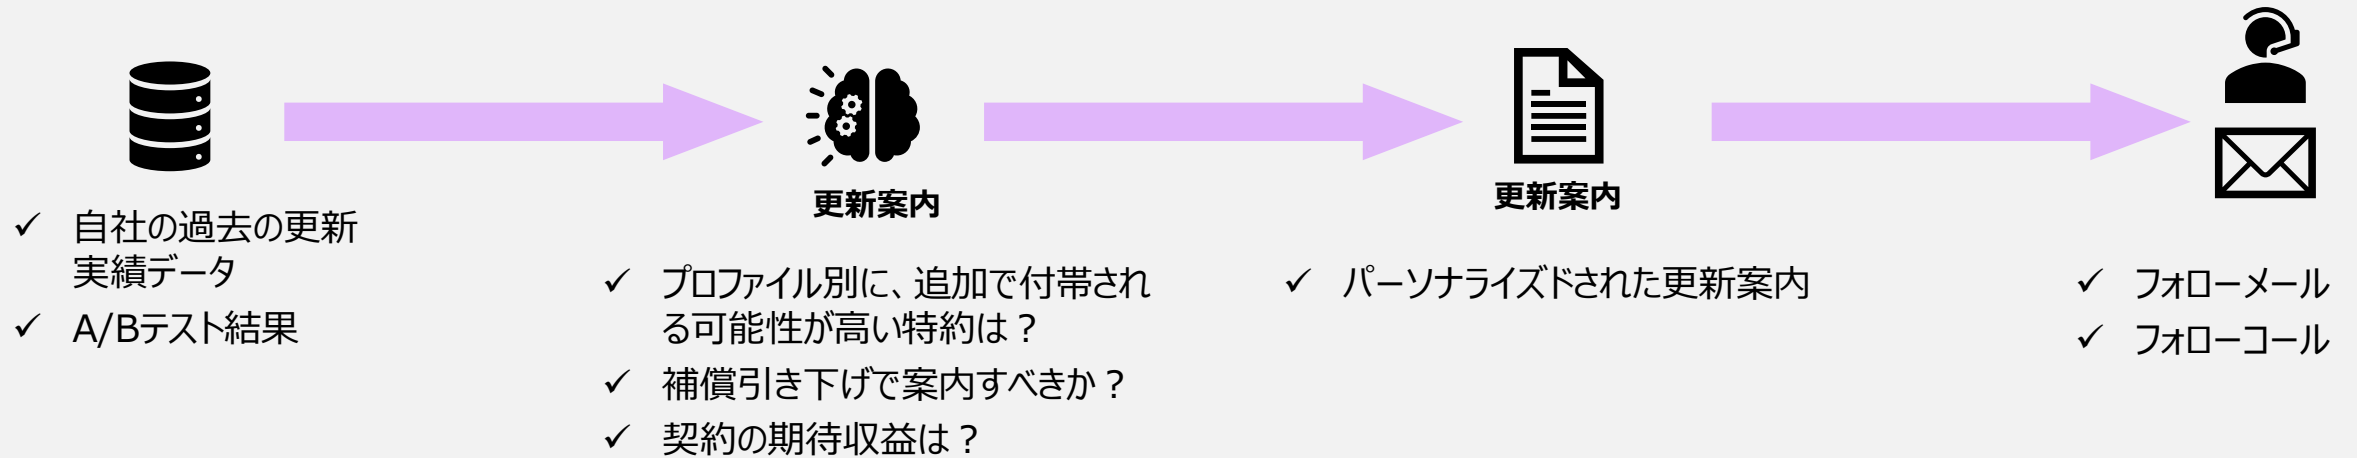 自社の過去の更新
実績データ
A/Bテスト結果
更新案内
プロファイル別に、追加で付帯され
る可能性が高い特約は？
補償引き下げで案内すべきか？
契約の期待収益は？
更新案内
パーソナライズドされた更新案内
フォローメール
フォローコール